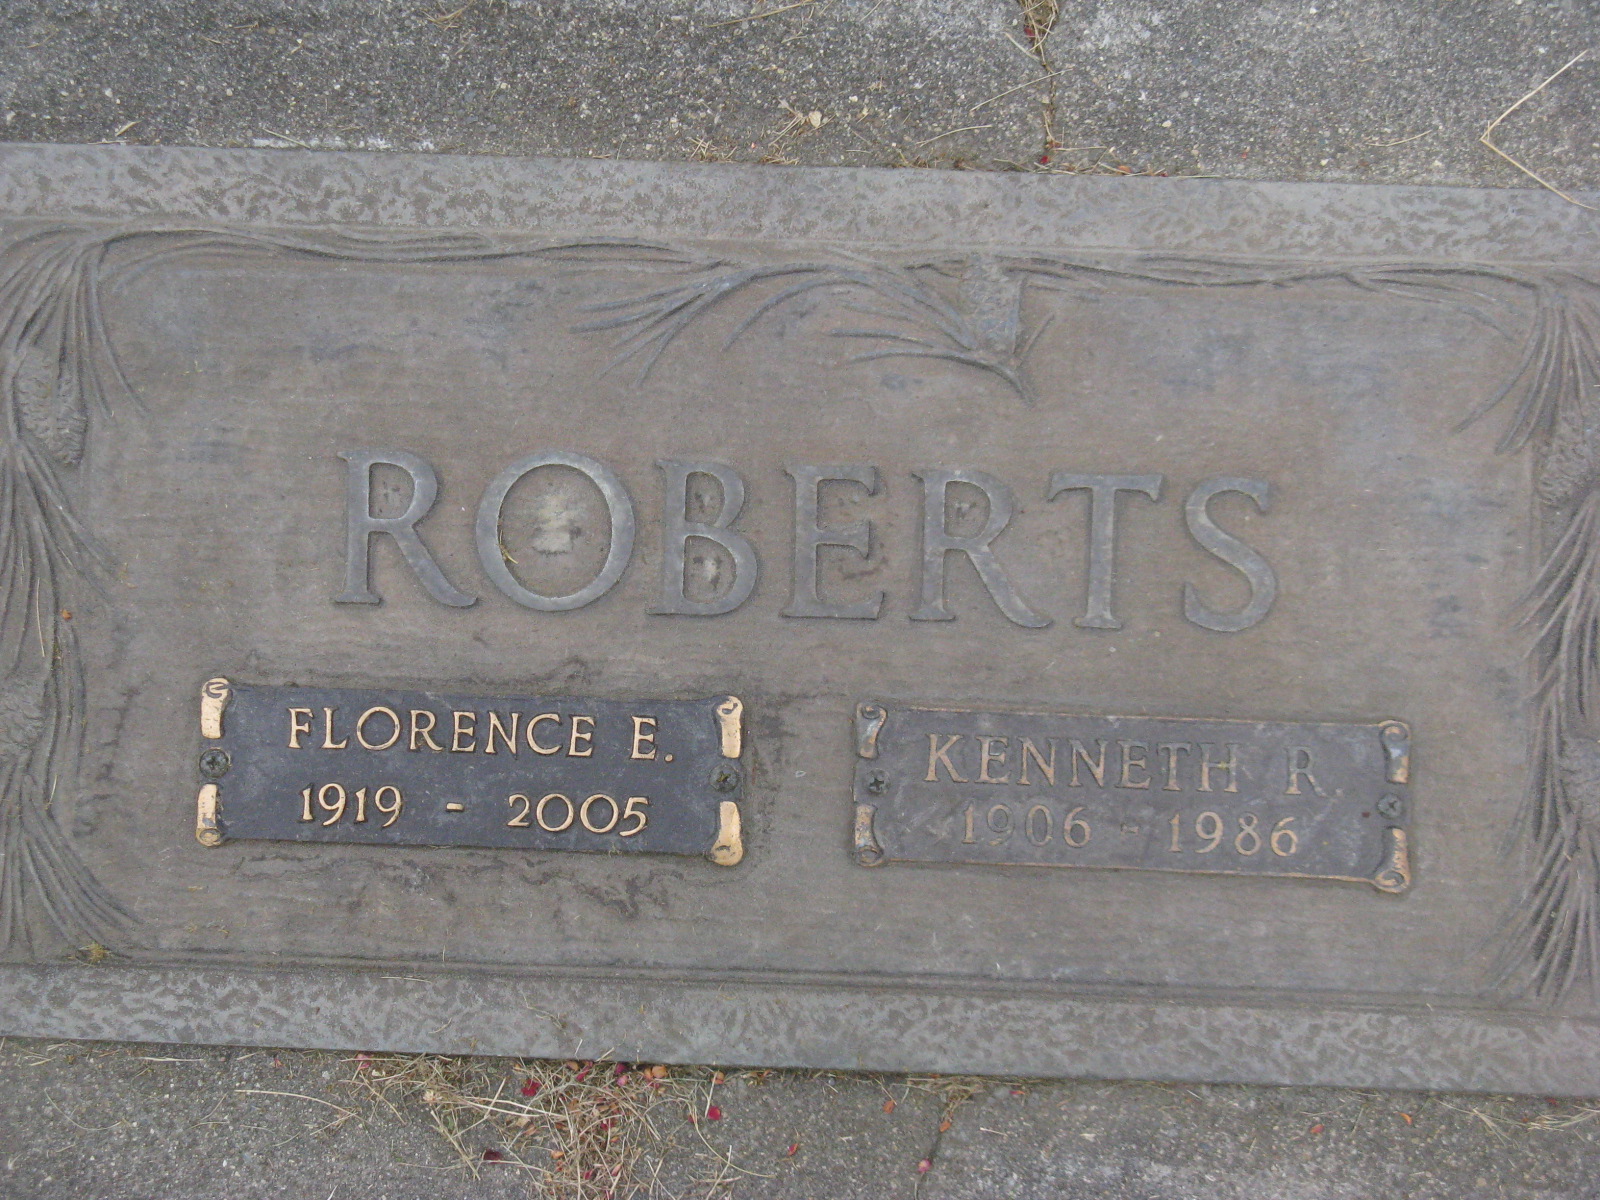 ROBERTS
FLORENCE E.
1919 - 2005
KENNETH R.
1906 - 1986